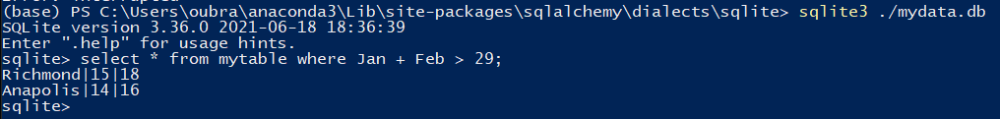 (base) PS C:\Users\oubra\anaconda3\Lib\site-packages\sqlalchemy\dialects\sqlite> sqlite3 ./mydata.db
SQLite version 3.36.0 2021-06-18 18:36:39
Enter ".help" for usage hints.
sqlite> select * from mytable where Jan + Feb > 29;
Richmond|15|18
Anapolis|14|16
sqlite>